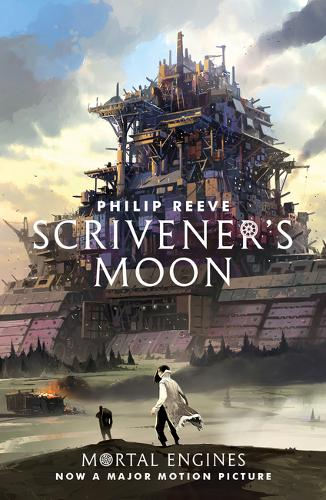 PHILIP REEVE
SCRIVENER'S
MOON
MORTAL ENGINES
NOW A MAJOR MOTION PICTURE